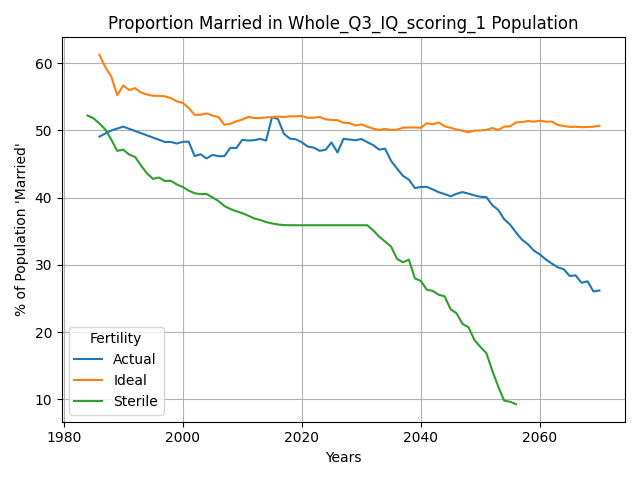 Proportion Married in Whole_Q3_IQ_scoring_1 Population
% of Population 'Married'
60
50
40
30
20
10
Fertility
Actual
Ideal
Sterile
1980
2000
2020
2040
2060
Years